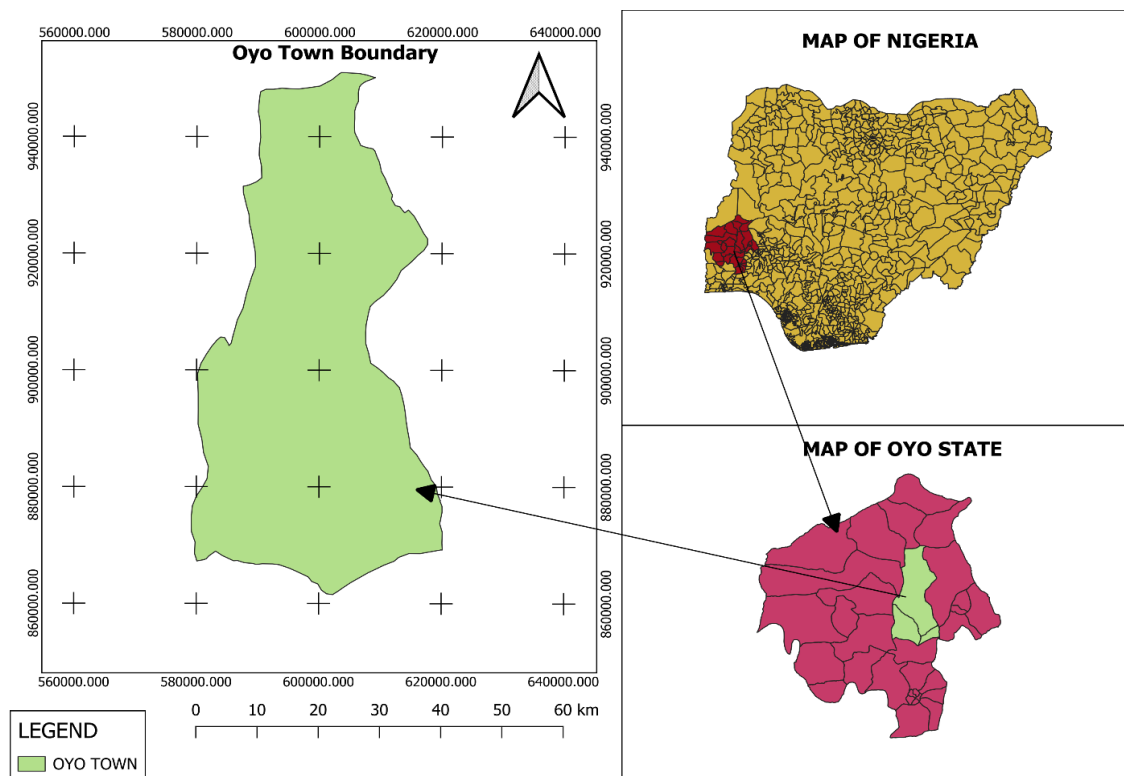 560000.000 580000.000 600000.000 620000.000 640000.000
Oyo Town Boundary
940000.000 940000.000
920000.000 920000.000
900000.000 900000.000
880000.000 880000.000
860000.000 860000.000
560000.000 580000.000 600000.000 620000.000 640000.000
0 10 20 30 40 50 60 km
LEGEND
OYO TOWN
MAP OF NIGERIA
MAP OF OYO STATE